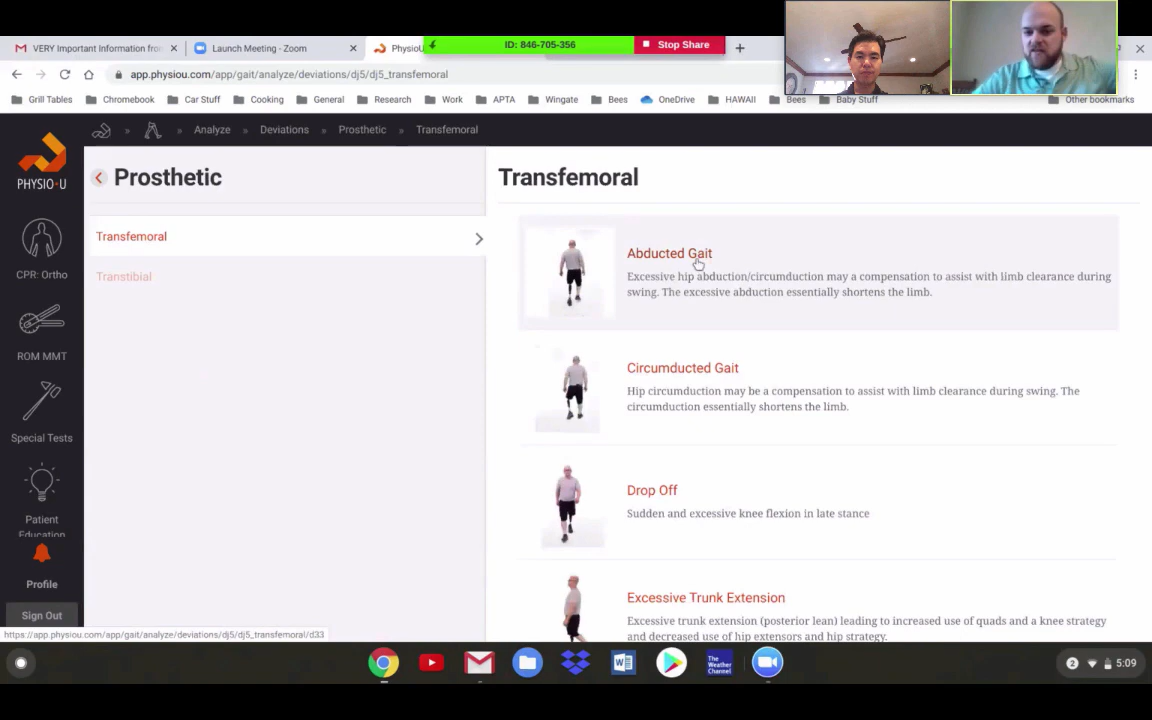 VERY Important Information from
Launch Meeting - Zoom
PhysioU
ID: 846-705-356
Stop Share
app.physiou.com/app/gait/analyze/deviations/dj5/dj5_transfemoral
Grill Tables
Chromebook
Car Stuff
Cooking
General
Research
Work
APTA
Wingate
Bees
OneDrive
HAWAII
Bees
Baby Stuff
Other bookmarks
» » Analyze » Deviations » Prosthetic » Transfemoral
PHYSIO U
CPR: Ortho
ROM MMT
Special Tests
Patient
Education
Profile
Sign Out
Prosthetic
Transfemoral
Transtibial
Transfemoral
Abducted Gait
Excessive hip abduction/circumduction may a compensation to assist with limb clearance during
swing. The excessive abduction essentially shortens the limb.
Circumducted Gait
Hip circumduction may be a compensation to assist with limb clearance during swing. The
circumduction essentially shortens the limb.
Drop Off
Sudden and excessive knee flexion in late stance
Excessive Trunk Extension
Excessive trunk extension (posterior lean) leading to increased use of quads and a knee strategy
and decreased use of hip extensors and hip strategy.
https://app.physiou.com/app/gait/analyze/deviations/dj5/dj5_transfemoral/d33
The
Weather
Channel
2
5:09